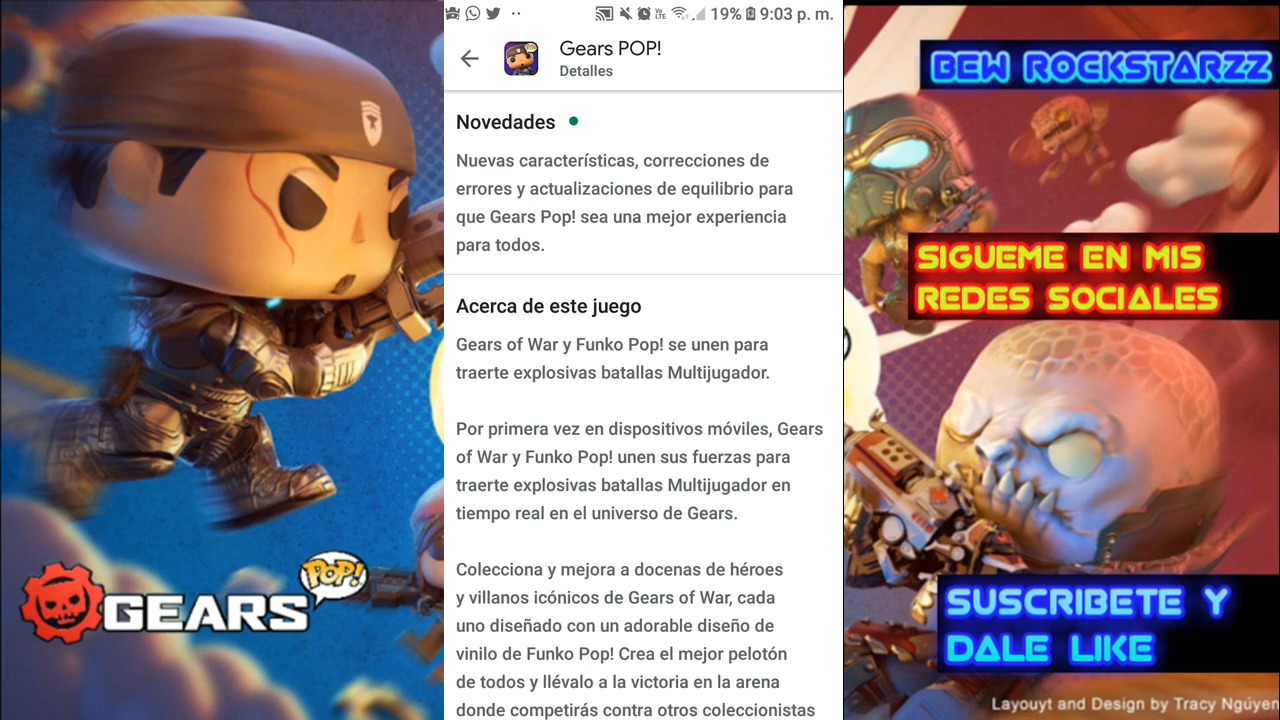 POP!
GEARS
19% 9:03 p. m.
Gears POP!
Detalles
Novedades
Nuevas características, correcciones de
errores y actualizaciones de equilibrio para
que Gears Pop! sea una mejor experiencia
para todos.
Acerca de este juego
Gears of War y Funko Pop! se unen para
traerte explosivas batallas Multijugador.
Por primera vez en dispositivos móviles, Gears
of War y Funko Pop! unen sus fuerzas para
traerte explosivas batallas Multijugador en
tiempo real en el universo de Gears.
Colecciona y mejora a docenas de héroes
y villanos icónicos de Gears of War, cada
uno diseñado con un adorable diseño de
vinilo de Funko Pop! Crea el mejor pelotón
de todos y llévalo a la victoria en la arena
donde competirás contra otros coleccionistas
BEW ROCKSTARZZ
SIGUEME EN MIS
REDES SOCIALES
SUSCRIBETE Y
DALE LIKE
Layouyt and Design by Tracy Ngüyen